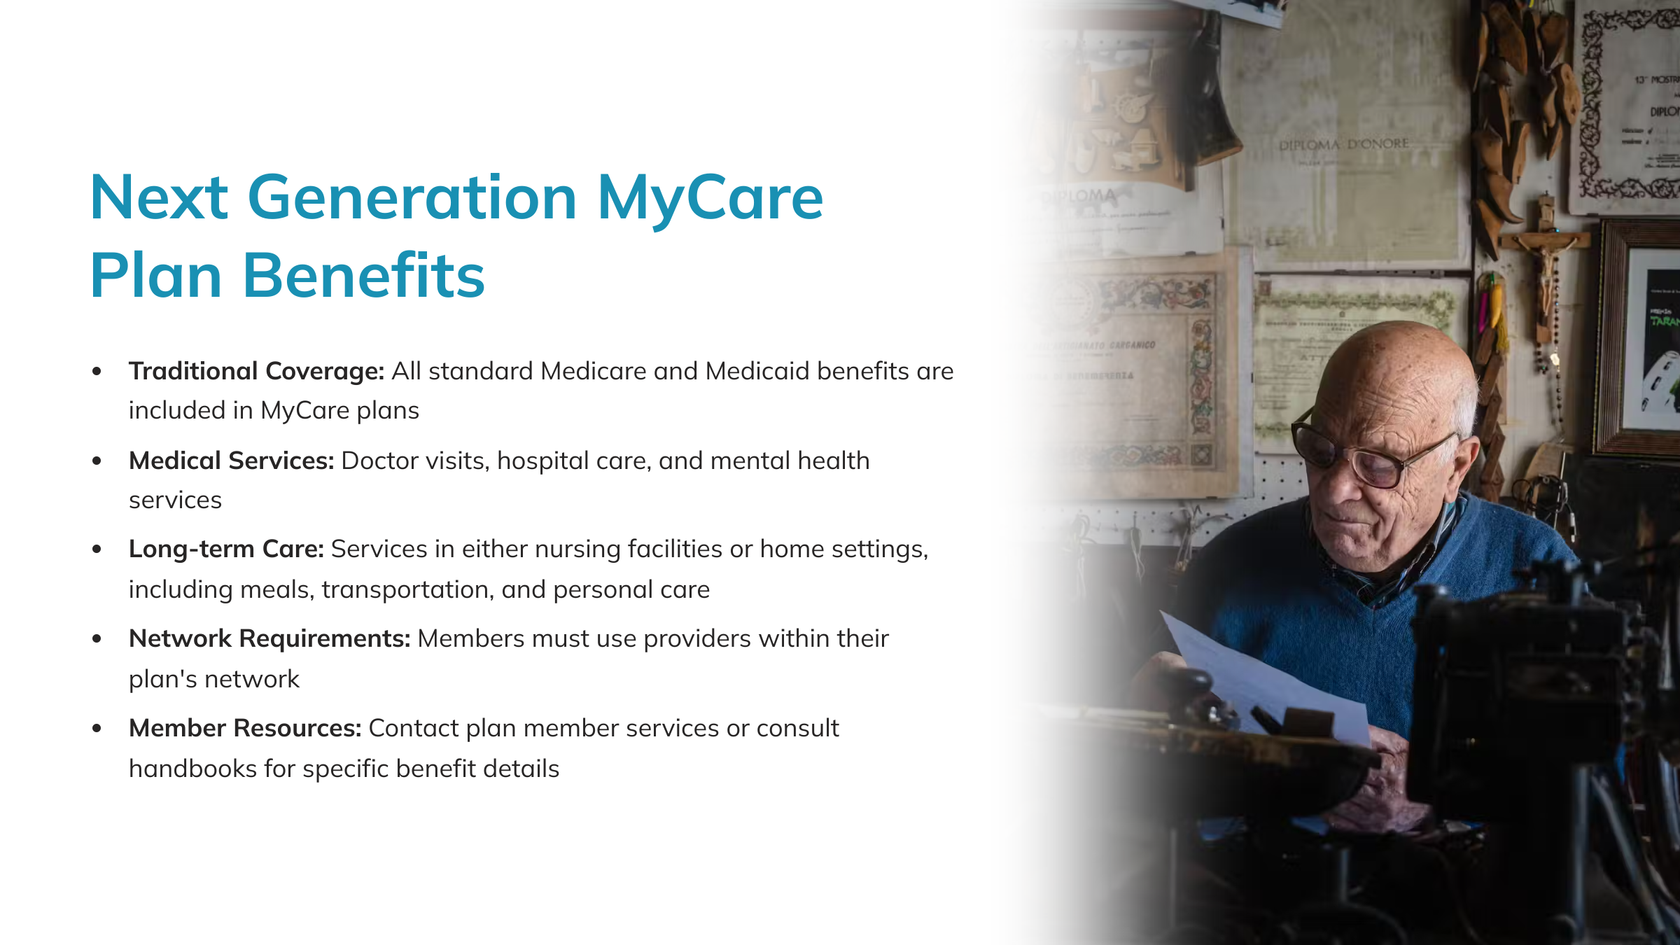 Next Generation MyCare
Plan Benefits
• Traditional Coverage: All standard Medicare and Medicaid benefits are
included in MyCare plans
• Medical Services: Doctor visits, hospital care, and mental health
services
• Long-term Care: Services in either nursing facilities or home settings,
including meals, transportation, and personal care
• Network Requirements: Members must use providers within their
plan's network
• Member Resources: Contact plan member services or consult
handbooks for specific benefit details
DIPLOMA D'ONORE
DIPLOMA